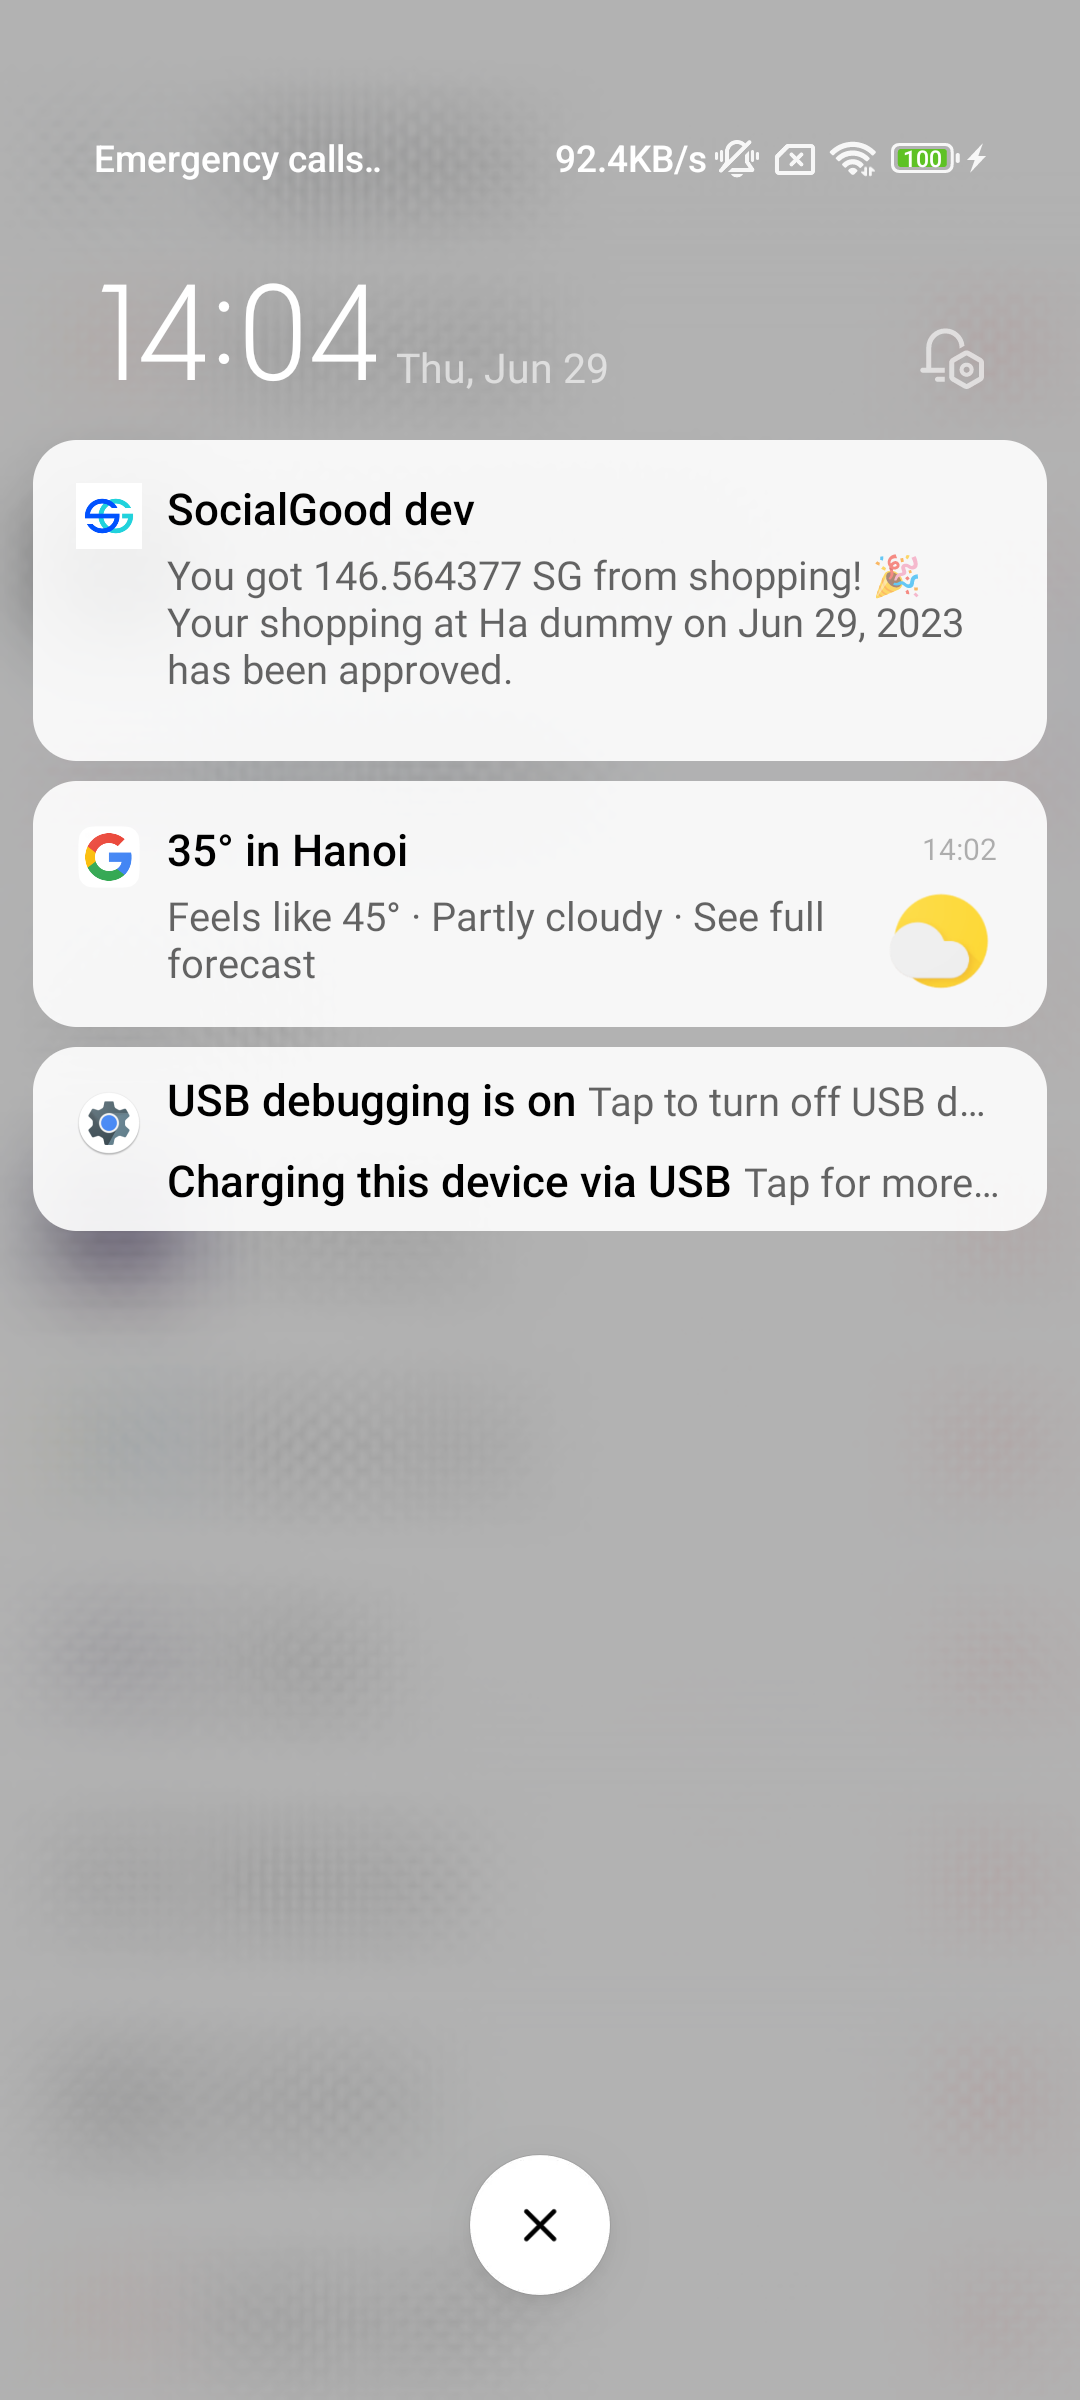 Emergency calls.. 92.4KB/s 100
14:04 Thu, Jun 29
SocialGood dev
You got 146.564377 SG from shopping! 🎉
Your shopping at Ha dummy on Jun 29, 2023
has been approved.
35° in Hanoi 14:02
Feels like 45° · Partly cloudy · See full
forecast
USB debugging is on Tap to turn off USB d...
Charging this device via USB Tap for more...